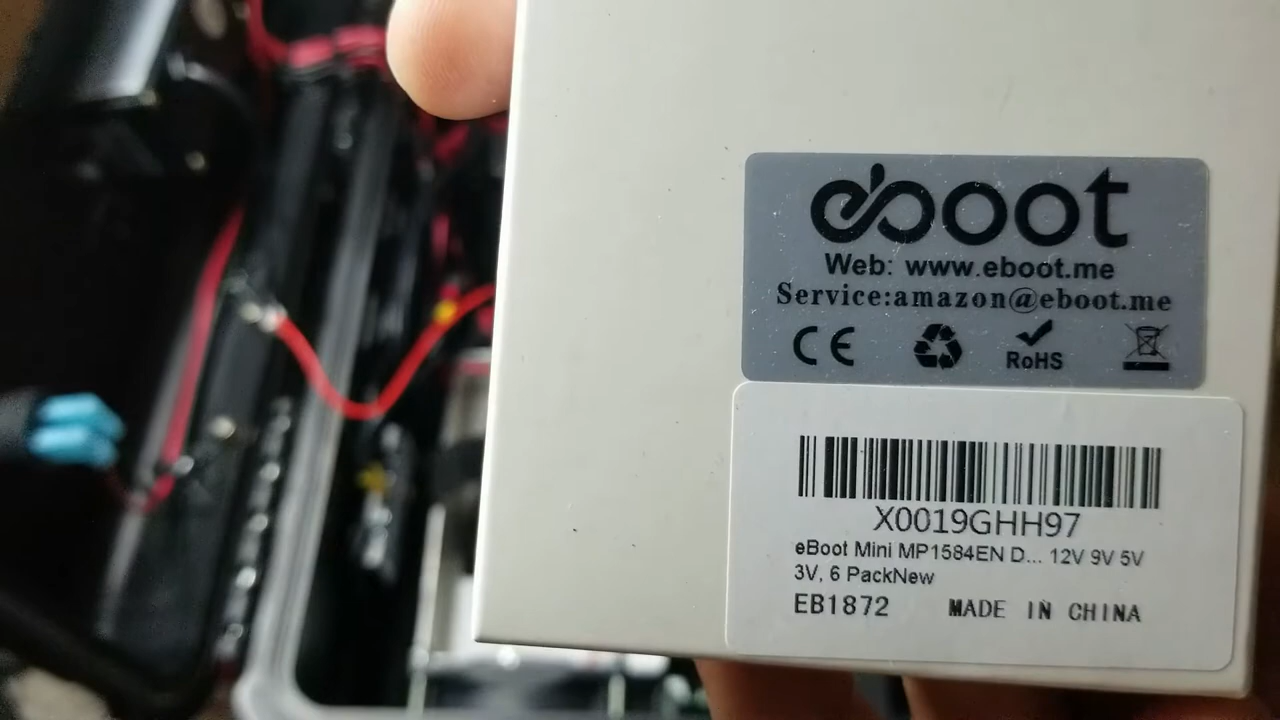 eboot
Web: www.eboot.me
Service:amazon@eboot.me
CE
RoHS
X0019GHH97
eBoot Mini MP1584EN D... 12V 9V 5V
3V, 6 PackNew
EB1872 MADE IN CHINA